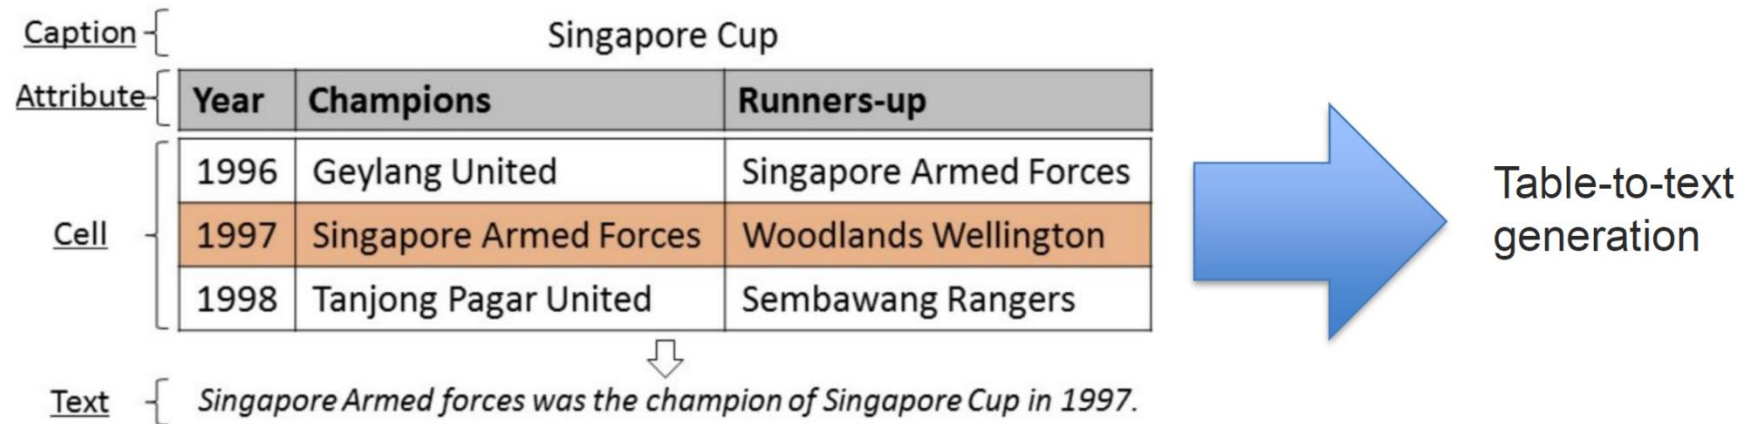 Caption Singapore Cup
Attribute Year Champions Runners-up
1996 Geylang United Singapore Armed Forces
Cell 1997 Singapore Armed Forces Woodlands Wellington
1998 Tanjong Pagar United Sembawang Rangers
Text Singapore Armed forces was the champion of Singapore Cup in 1997.
Table-to-text
generation